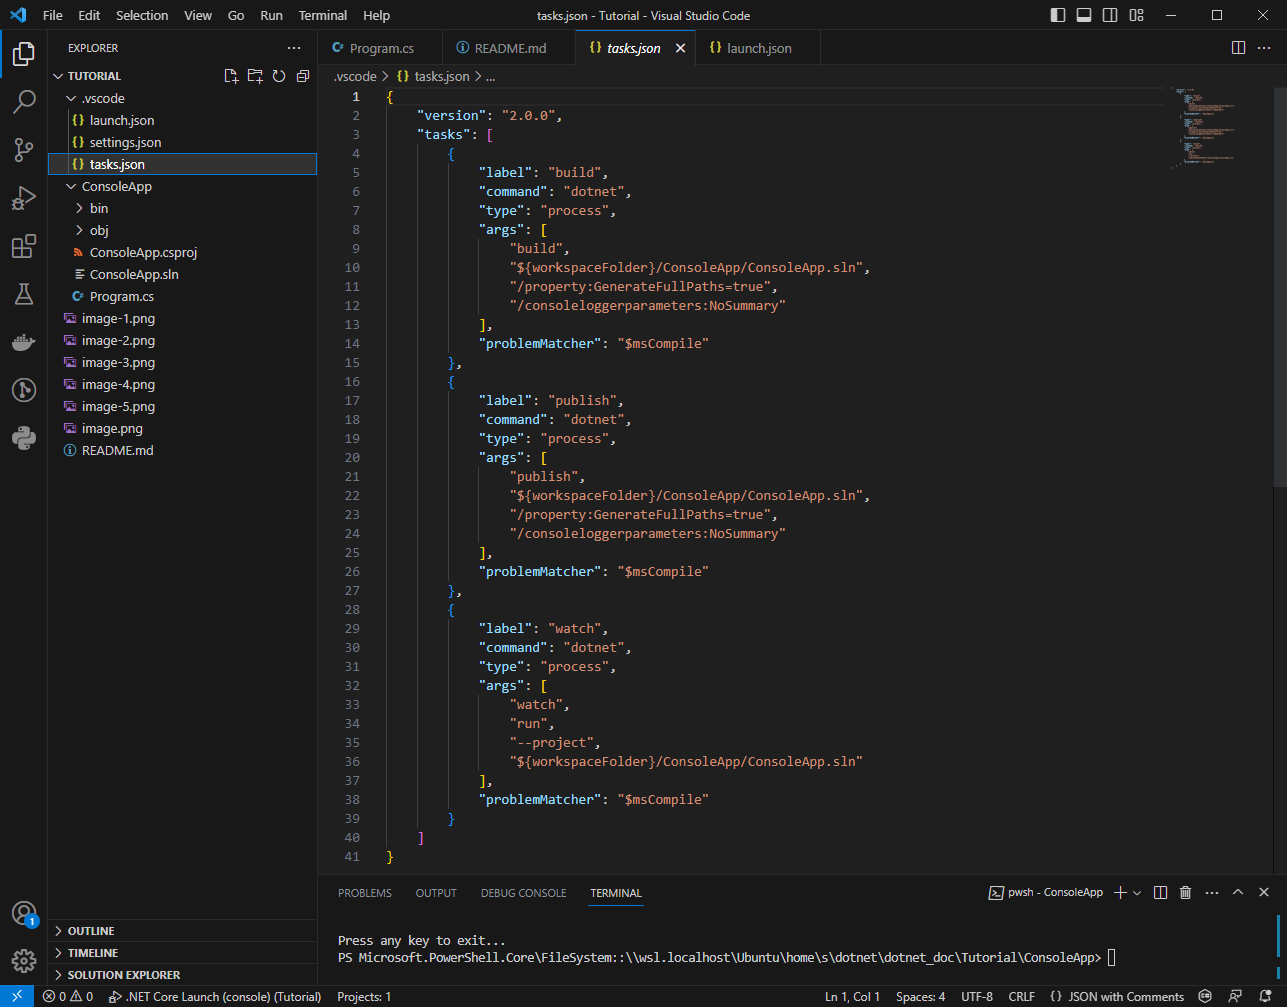 File Edit Selection View Go Run Terminal Help
tasks.json - Tutorial - Visual Studio Code
EXPLORER
TUTORIAL
.vscode
launch.json
settings.json
tasks.json
ConsoleApp
bin
obj
ConsoleApp.csproj
ConsoleApp.sln
Program.cs
image-1.png
image-2.png
image-3.png
image-4.png
image-5.png
image.png
README.md
OUTLINE
TIMELINE
SOLUTION EXPLORER
Program.cs README.md tasks.json launch.json
.vscode > {} tasks.json > ...
1 {
2 "version": "2.0.0",
3 "tasks": [
4 {
5 "label": "build",
6 "command": "dotnet",
7 "type": "process",
8 "args": [
9 "build",
10 "${workspaceFolder}/ConsoleApp/ConsoleApp.sln",
11 "/property:GenerateFullPaths=true",
12 "/consoleloggerparameters:NoSummary"
13 ],
14 "problemMatcher": "$msCompile"
15 },
16 {
17 "label": "publish",
18 "command": "dotnet",
19 "type": "process",
20 "args": [
21 "publish",
22 "${workspaceFolder}/ConsoleApp/ConsoleApp.sln",
23 "/property:GenerateFullPaths=true",
24 "/consoleloggerparameters:NoSummary"
25 ],
26 "problemMatcher": "$msCompile"
27 },
28 {
29 "label": "watch",
30 "command": "dotnet",
31 "type": "process",
32 "args": [
33 "watch",
34 "run",
35 "--project",
36 "${workspaceFolder}/ConsoleApp/ConsoleApp.sln"
37 ],
38 "problemMatcher": "$msCompile"
39 }
40 ]
41 }
PROBLEMS OUTPUT DEBUG CONSOLE TERMINAL
pwsh - ConsoleApp
Press any key to exit...
PS Microsoft.PowerShell.Core\FileSystem::\\wsl.localhost\Ubuntu\home\s\dotnet\dotnet_doc\Tutorial\ConsoleApp>
1
0 0 .NET Core Launch (console) (Tutorial) Projects: 1
Ln 1, Col 1 Spaces: 4 UTF-8 CRLF {} JSON with Comments